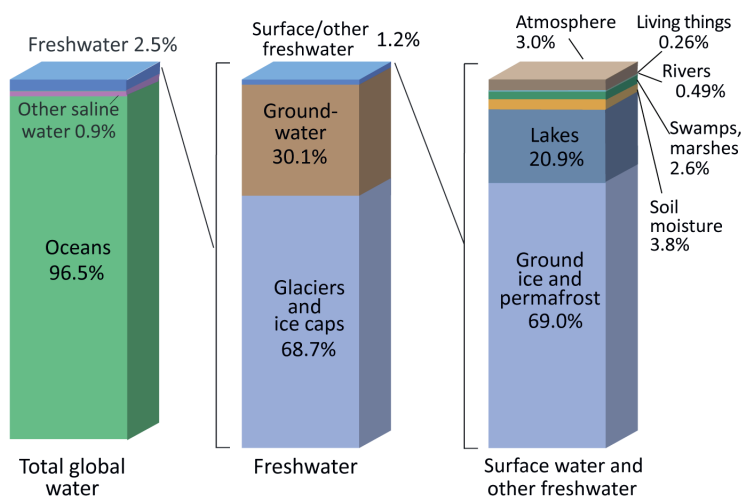 Freshwater 2.5%
Other saline
water 0.9%
Oceans
96.5%
Total global
water
Surface/other
freshwater
1.2%
Ground-
water
30.1%
Glaciers
and
ice caps
68.7%
Freshwater
Atmosphere
3.0%
Living things
0.26%
Rivers
0.49%
Swamps,
marshes
2.6%
Soil
moisture
3.8%
Lakes
20.9%
Ground
ice and
permafrost
69.0%
Surface water and
other freshwater